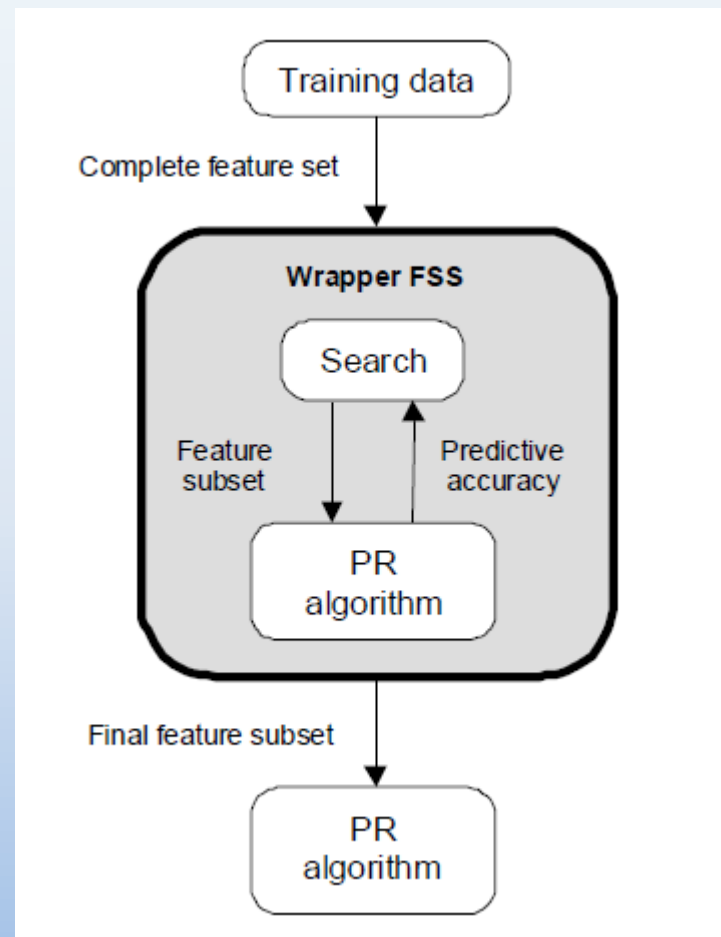 Training data
Complete feature set
Wrapper FSS
Search
Feature
subset
Predictive
accuracy
PR
algorithm
Final feature subset
PR
algorithm